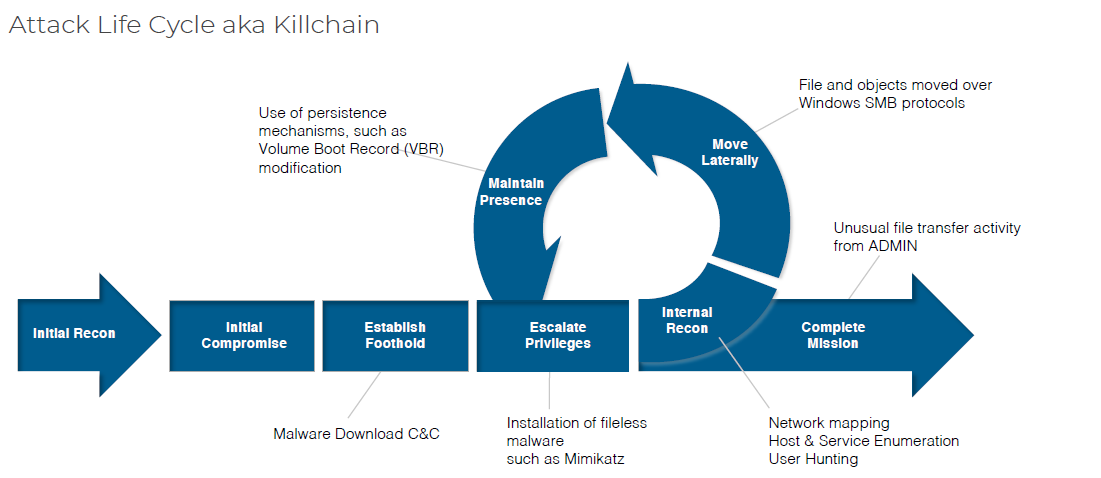 Attack Life Cycle aka Killchain
File and objects moved over
Windows SMB protocols
Use of persistence
mechanisms, such as
Volume Boot Record (VBR)
modification
Move
Laterally
Maintain
Presence
Unusual file transfer activity
from ADMIN
Initial Recon
Initial
Compromise
Establish
Foothold
Escalate
Privileges
Internal
Recon
Complete
Mission
Malware Download C&C
Installation of fileless
malware
such as Mimikatz
Network mapping
Host & Service Enumeration
User Hunting